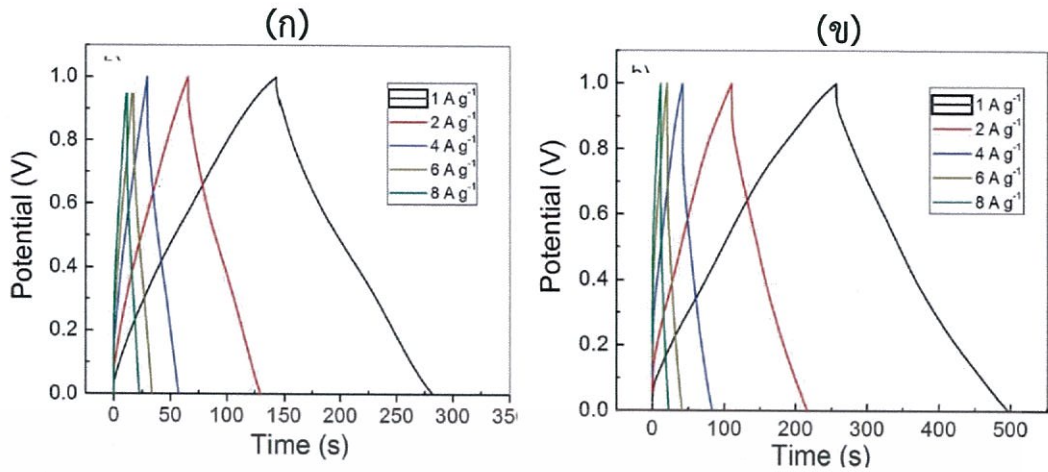 (ก)
1.0
0.8
0.6
0.4
0.2
0.0
Potential (V)
1 A g⁻¹
2 A g⁻¹
4 A g⁻¹
6 A g⁻¹
8 A g⁻¹
0 50 100 150 200 250 300 35
Time (s)
(ข)
b)
1.0
0.8
0.6
0.4
0.2
0.0
Potential (V)
1 A g⁻¹
2 A g⁻¹
4 A g⁻¹
6 A g⁻¹
8 A g⁻¹
0 100 200 300 400 500
Time (s)